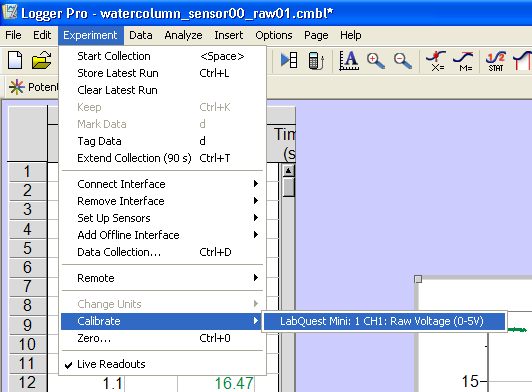 Logger Pro - watercolumn_sensor00_raw01.cmbl*
File Edit Experiment Data Analyze Insert Options Page Help
Start Collection <Space>
Store Latest Run Ctrl+L
Clear Latest Run
Keep Ctrl+K
Mark Data d
Tag Data d
Extend Collection (90 s) Ctrl+T
Connect Interface
Remove Interface
Set Up Sensors
Add Offline Interface
Data Collection... Ctrl+D
Remote
Change Units
Calibrate
LabQuest Mini: 1 CH1: Raw Voltage (0-5V)
Zero... Ctrl+0
Live Readouts
Poten
Tim
(s
1
2
3
4
5
6
7
8
9
10
11
12 1.1 16.47
A
X=
STAT
15